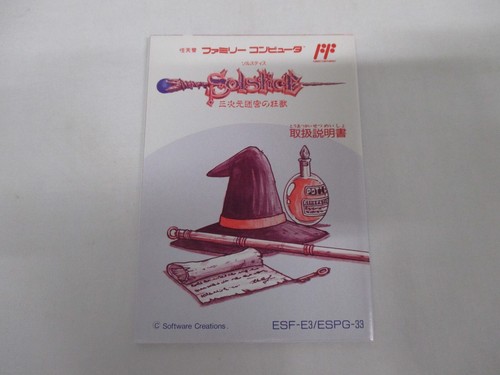 任天堂 ファミリー コンピュータ
ソルスティス
Solstice
三次元迷宮の狂獣
とりあつかいせつめいしょ
取扱説明書
© Software Creations.
ESF-E3/ESPG-33